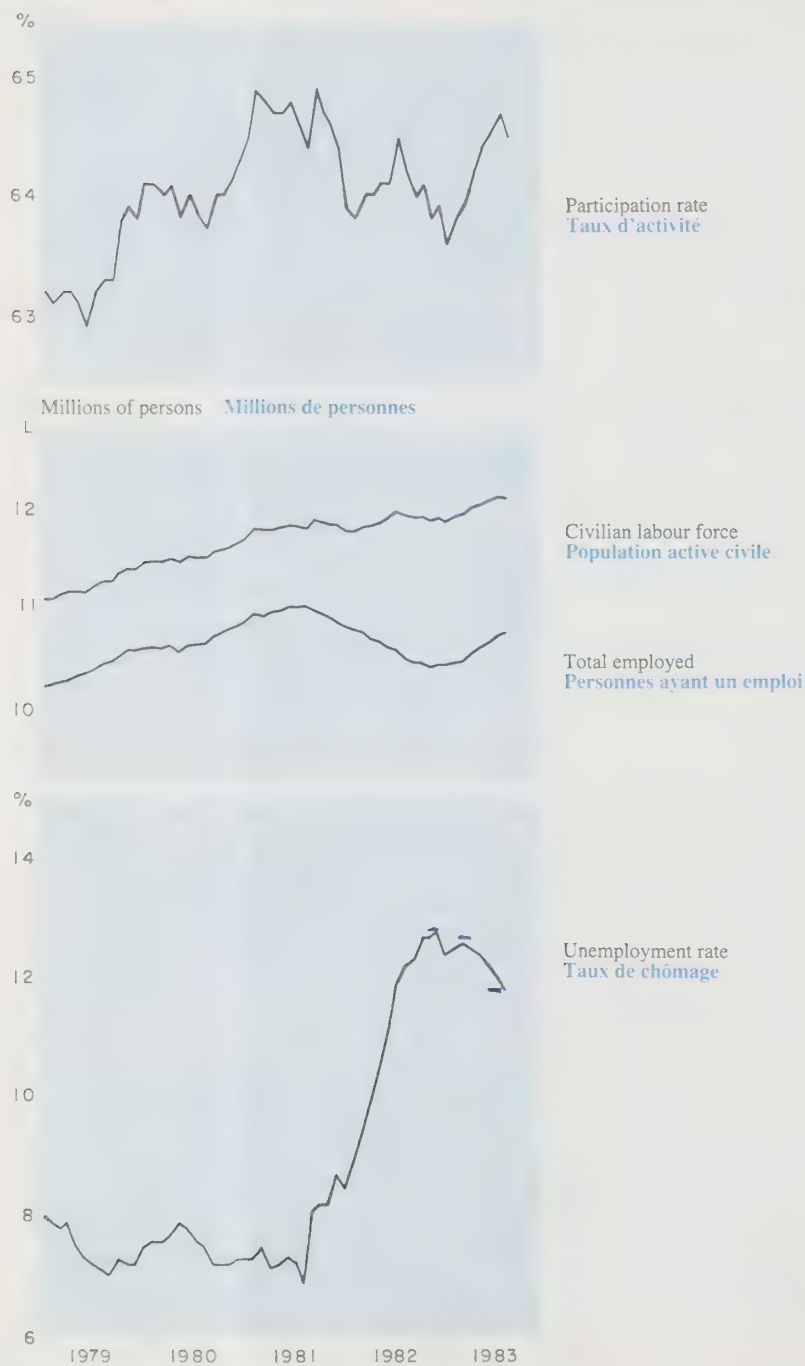 %
65
64
63
Participation rate
Taux d'activité
Millions of persons Millions de personnes
L
12
11
10
Civilian labour force
Population active civile
Total employed
Personnes ayant un emploi
%
14
12
10
8
6
Unemployment rate
Taux de chômage
1979 1980 1981 1982 1983